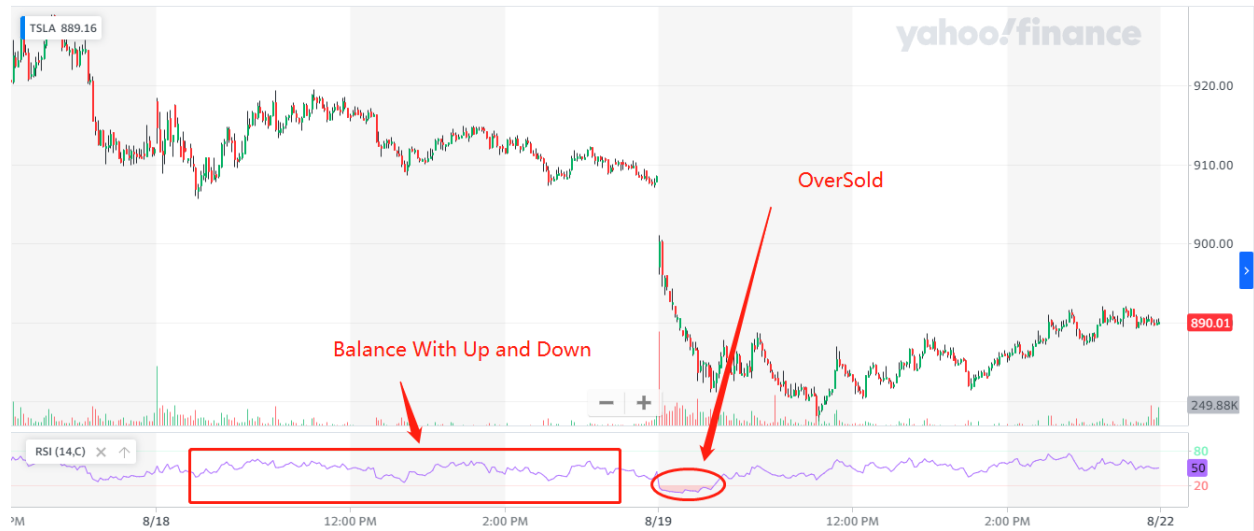 TSLA 889.16
yahoo!finance
920.00
910.00
OverSold
900.00
890.01
Balance With Up and Down
249.88K
RSI (14,C)
80
50
20
PM 8/18 12:00 PM 2:00 PM 8/19 12:00 PM 2:00 PM 8/22